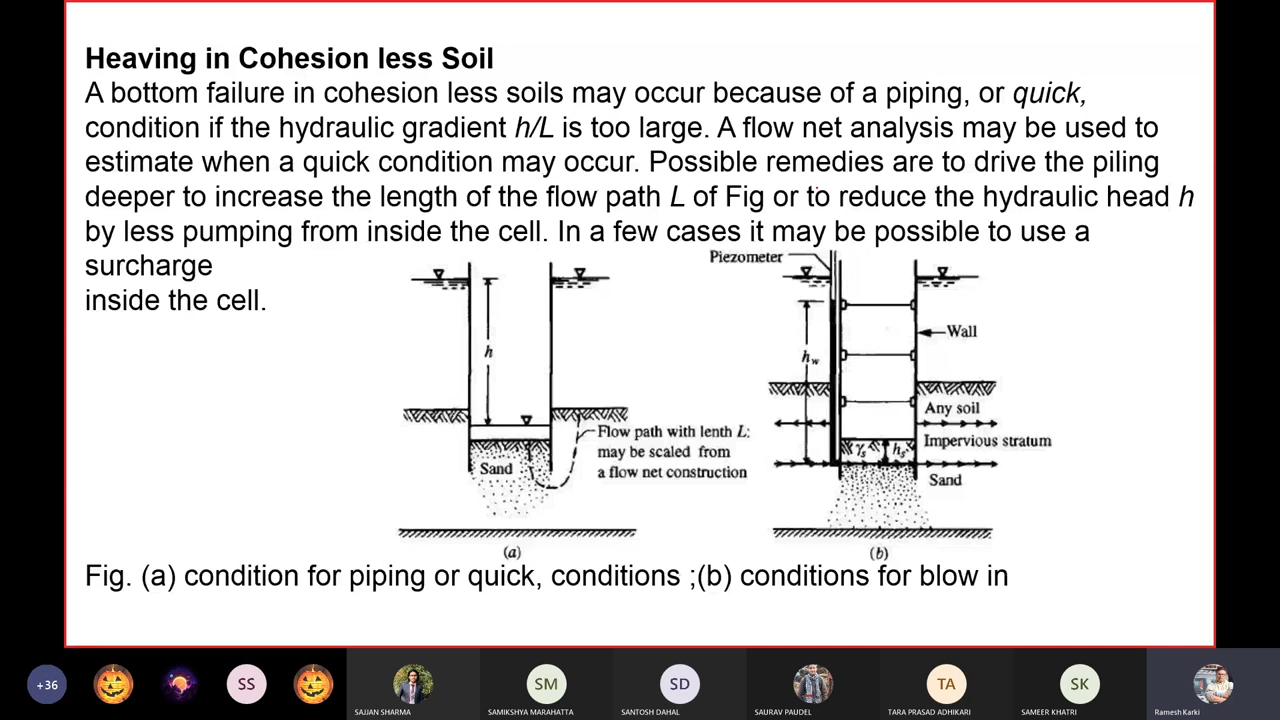 Heaving in Cohesion less Soil
A bottom failure in cohesion less soils may occur because of a piping, or quick,
condition if the hydraulic gradient h/L is too large. A flow net analysis may be used to
estimate when a quick condition may occur. Possible remedies are to drive the piling
deeper to increase the length of the flow path L of Fig or to reduce the hydraulic head h
by less pumping from inside the cell. In a few cases it may be possible to use a
surcharge
inside the cell.
Piezometer
h
h_w
Wall
Any soil
Flow path with lenth L:
may be scaled from
a flow net construction
Impervious stratum
γ_s
h_s
Sand
Sand
(a)
(b)
Fig. (a) condition for piping or quick, conditions ;(b) conditions for blow in
+36
SS
SM
SD
TA
SK
SAJJAN SHARMA
SAMIKSHYA MARAHATTA
SANTOSH DAHAL
SAURAV PAUDEL
TARA PRASAD ADHIKARI
SAMEER KHATRI
Ramesh Karki